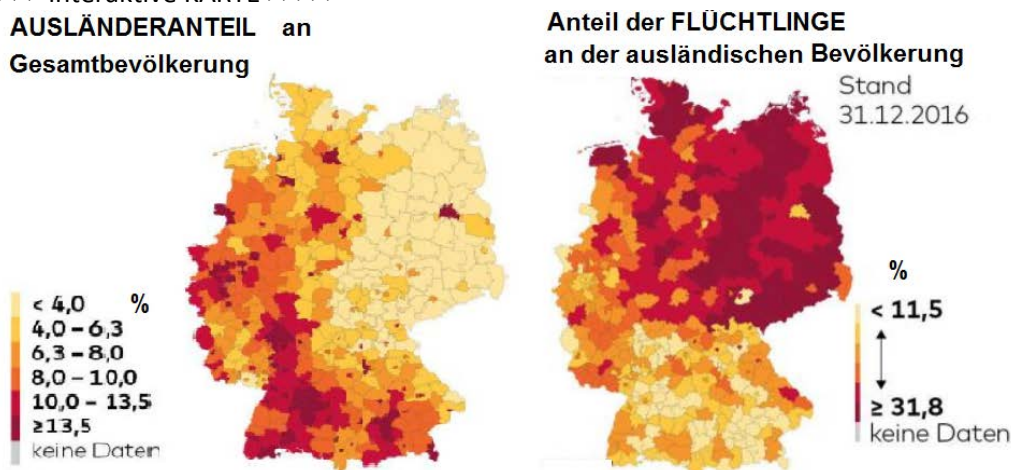 AUSLÄNDERANTEIL an
Gesamtbevölkerung
< 4,0 %
4,0 – 6,3
6,3 – 8,0
8,0 – 10,0
10,0 – 13,5
≥13,5
keine Daten
Anteil der FLÜCHTLINGE
an der ausländischen Bevölkerung
Stand
31.12.2016
%
< 11,5
≥ 31,8
keine Daten